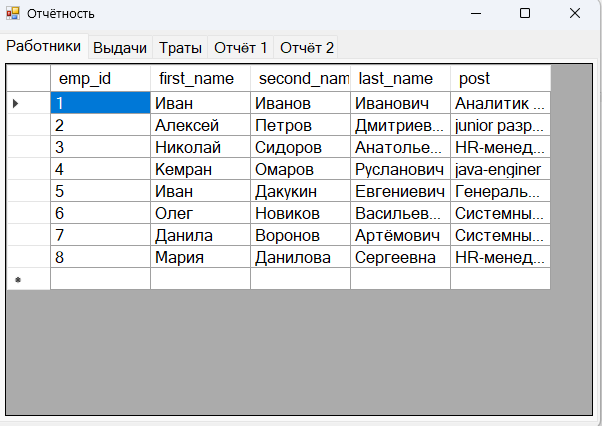 Отчётность
Работники Выдачи Траты Отчёт 1 Отчёт 2
emp_id first_name second_nam last_name post
1 Иван Иванов Иванович Аналитик ...
2 Алексей Петров Дмитриев... junior разр...
3 Николай Сидоров Анатолье... HR-менед...
4 Кемран Омаров Русланович java-enginer
5 Иван Дакукин Евгениевич Генераль...
6 Олег Новиков Васильев... Системны...
7 Данила Воронов Артёмович Системны...
8 Мария Данилова Сергеевна HR-менед...